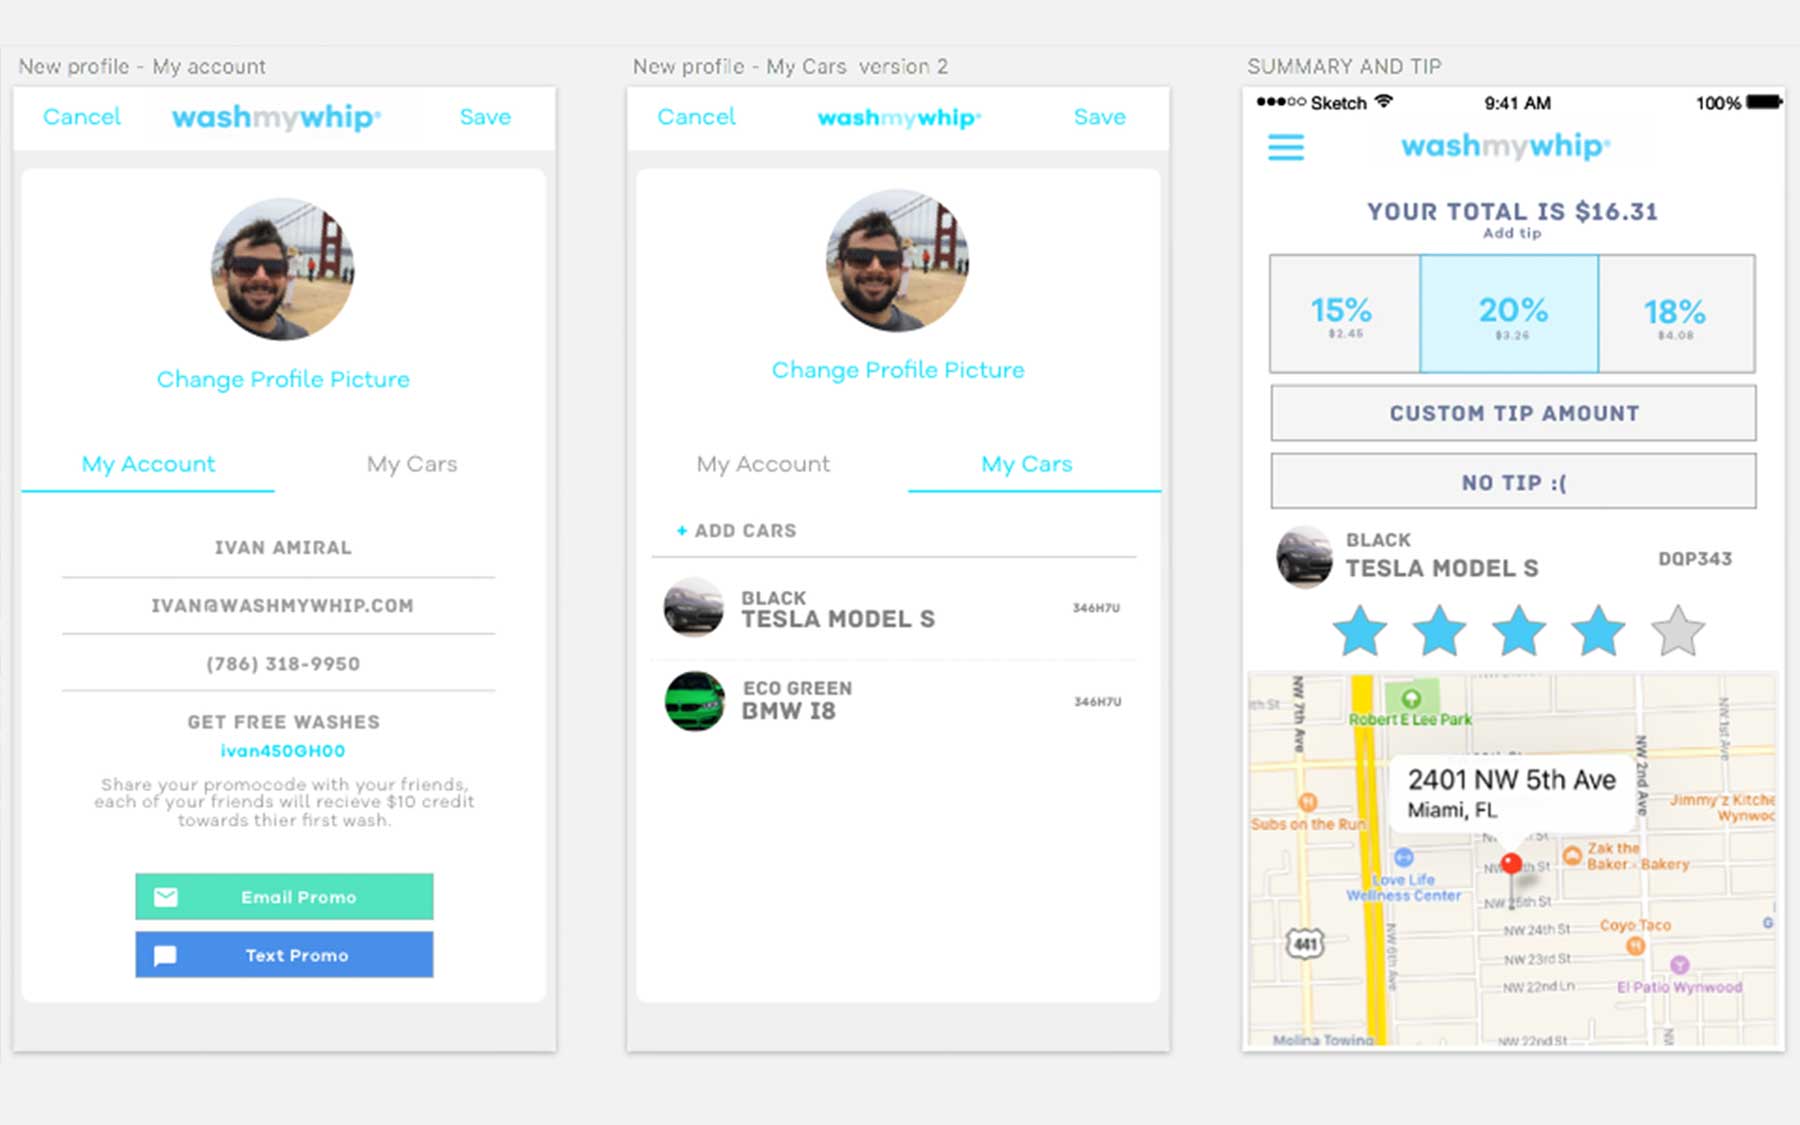 New profile - My account
Cancel
washmywhip
Save
Change Profile Picture
My Account
My Cars
IVAN AMIRAL
IVAN@WASHMYWHIP.COM
(786) 318-9950
GET FREE WASHES
ivan450GH00
Share your promocode with your friends,
each of your friends will recieve $10 credit
towards thier first wash.
Email Promo
Text Promo
New profile - My Cars version 2
Cancel
washmywhip
Save
Change Profile Picture
My Account
My Cars
+ ADD CARS
BLACK
TESLA MODEL S
346H7U
ECO GREEN
BMW I8
346H7U
SUMMARY AND TIP
Sketch
9:41 AM
100%
washmywhip
YOUR TOTAL IS $16.31
Add tip
15%
$2.45
20%
$3.26
18%
$4.08
CUSTOM TIP AMOUNT
NO TIP :(
BLACK
TESLA MODEL S
DQP343
NW 7th Ave
Robert E Lee Park
NW 1st Ave
NW 2nd Ave
2401 NW 5th Ave
Miami, FL
Subs on the Run
Jimmy'z Kitche
Wynwoo
Zak the
Baker - Bakery
Love Life
Wellness Center
NW 25th St
NW 24th St
Coyo Taco
441
NW 6th Ave
NW 23rd St
NW 22nd Ln
El Patio Wynwood
Molina Towing
NW 22nd St